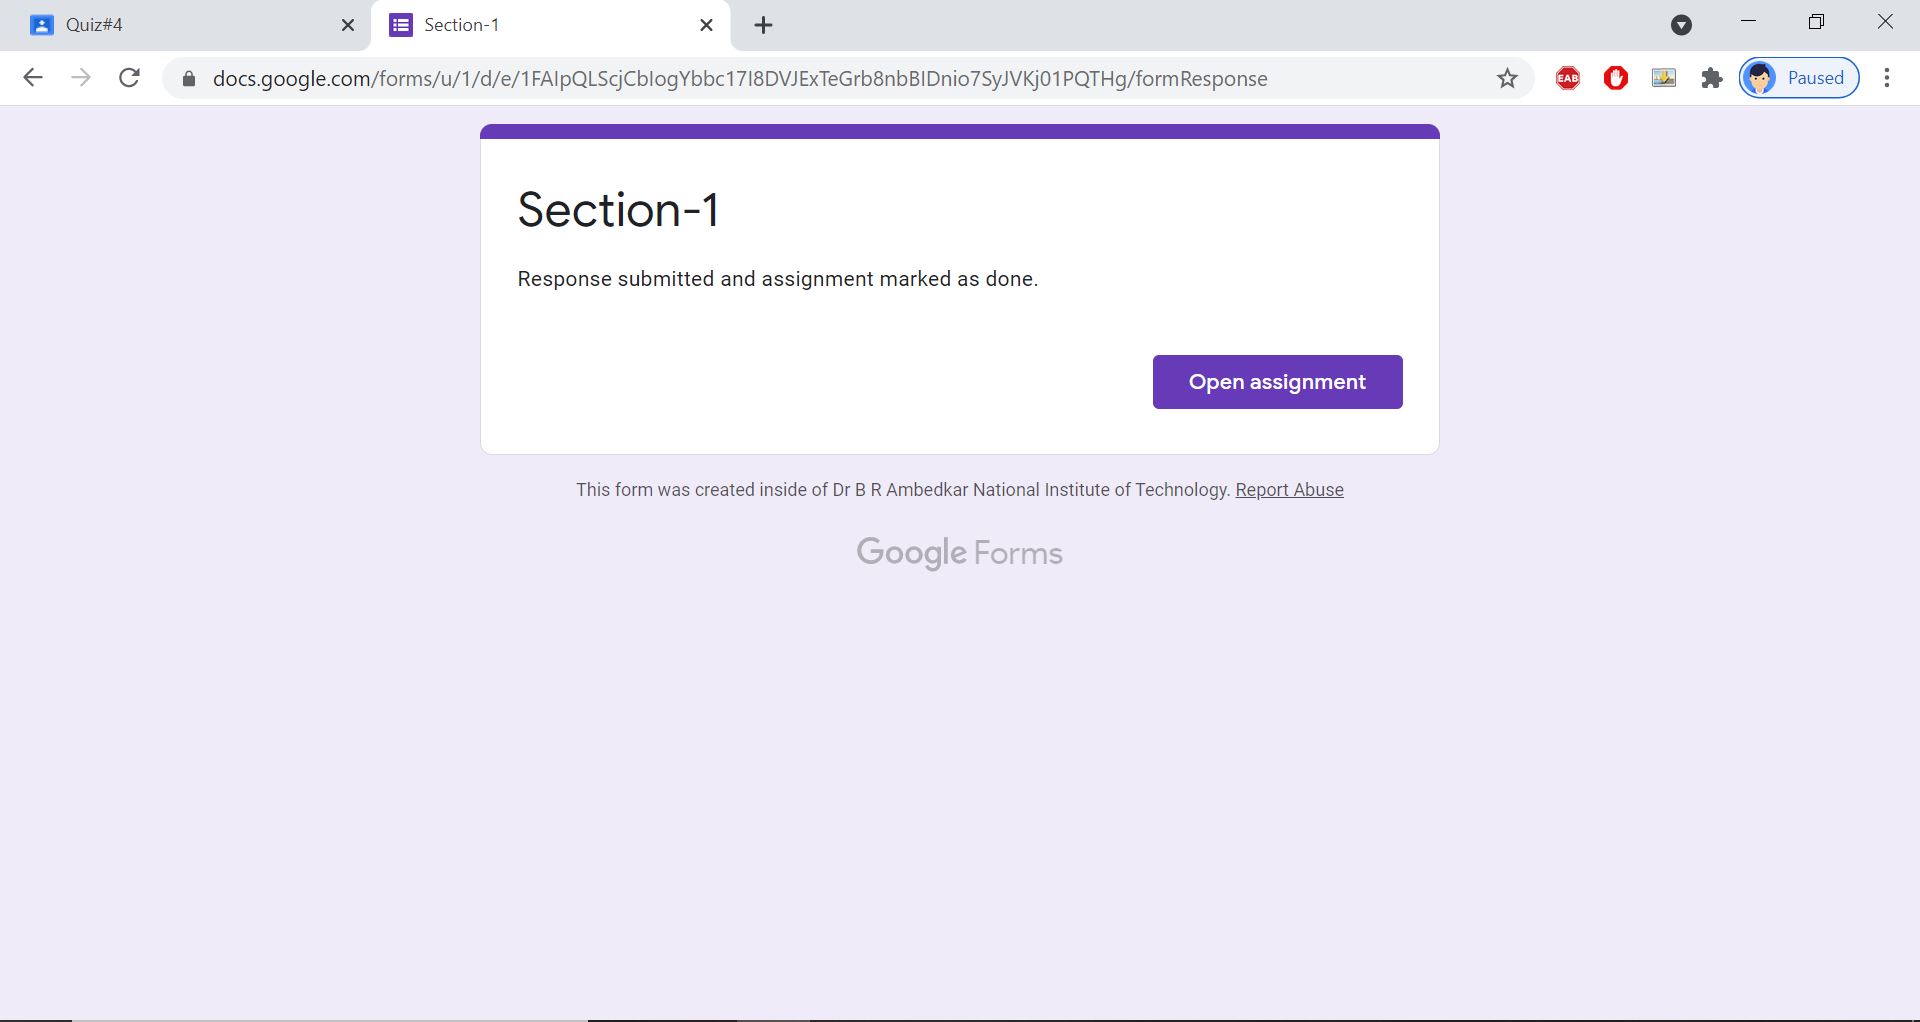 Quiz#4
Section-1
docs.google.com/forms/u/1/d/e/1FAIpQLScjCbIogYbbc17I8DVJExTeGrb8nbBIDnio7SyJVKj01PQTHg/formResponse
EAB
Paused
Section-1
Response submitted and assignment marked as done.
Open assignment
This form was created inside of Dr B R Ambedkar National Institute of Technology. Report Abuse
Google Forms